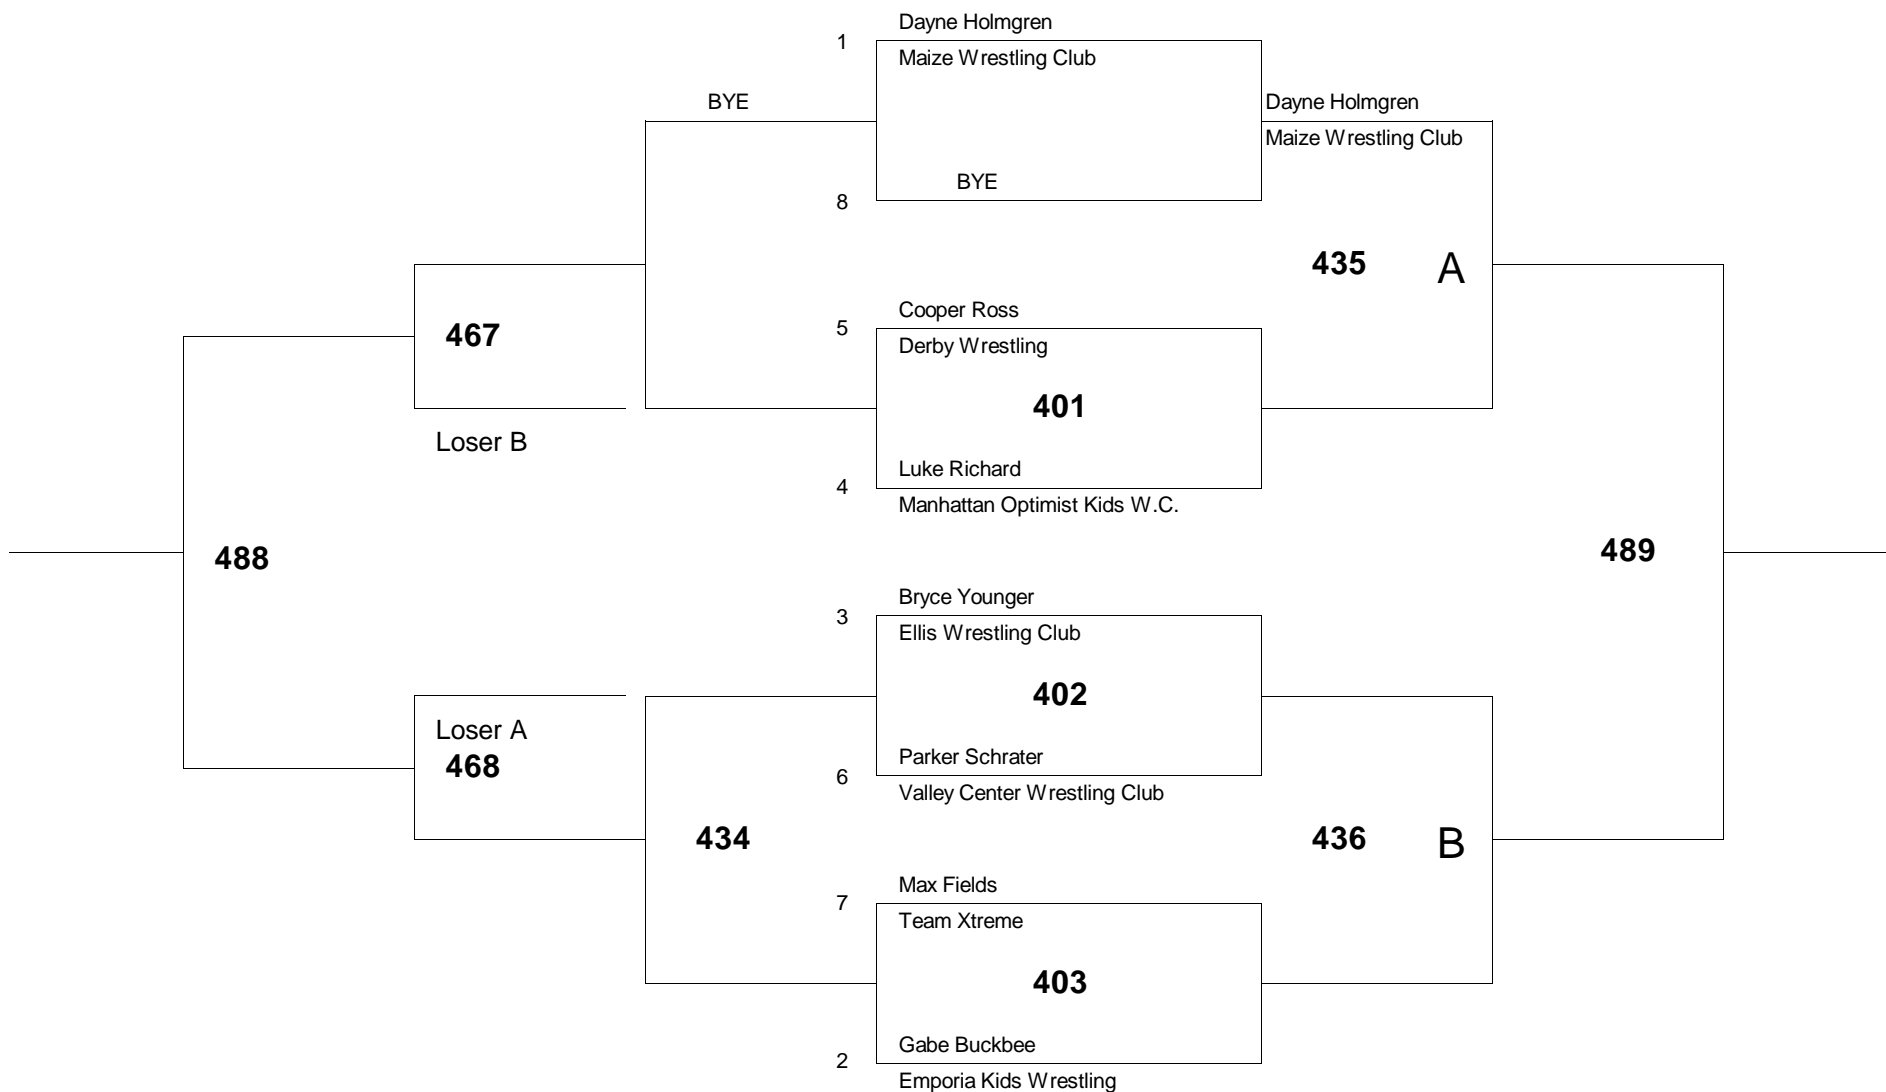 Dayne Holmgren
1
Maize Wrestling Club
BYE
Dayne Holmgren
Maize Wrestling Club
BYE
8
435
A
Cooper Ross
5
467
Derby Wrestling
401
Loser B
Luke Richard
4
Manhattan Optimist Kids W.C.
488
489
Bryce Younger
3
Ellis Wrestling Club
402
Loser A
468
Parker Schrater
6
Valley Center Wrestling Club
434
436
B
Max Fields
7
Team Xtreme
403
Gabe Buckbee
2
Emporia Kids Wrestling